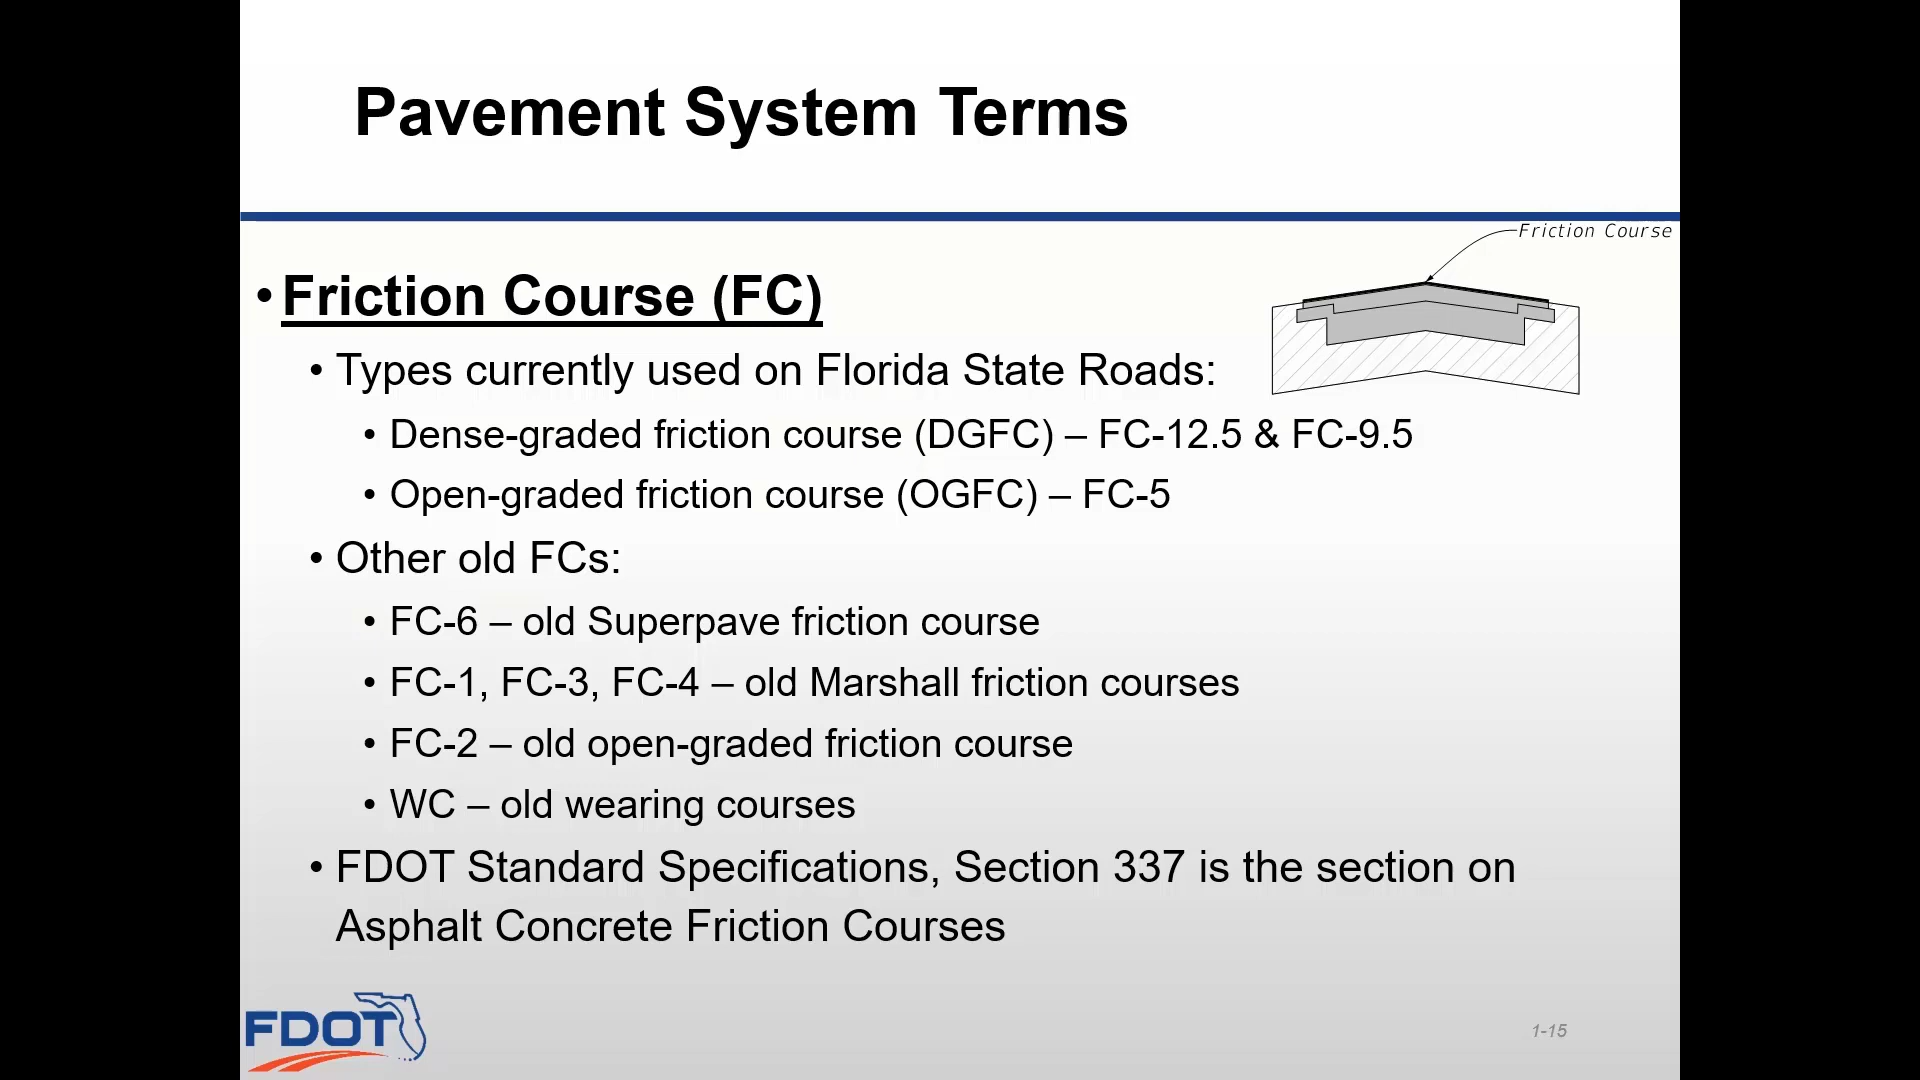 Pavement System Terms
Friction Course
• Friction Course (FC)
• Types currently used on Florida State Roads:
• Dense-graded friction course (DGFC) – FC-12.5 & FC-9.5
• Open-graded friction course (OGFC) – FC-5
• Other old FCs:
• FC-6 – old Superpave friction course
• FC-1, FC-3, FC-4 – old Marshall friction courses
• FC-2 – old open-graded friction course
• WC – old wearing courses
• FDOT Standard Specifications, Section 337 is the section on
Asphalt Concrete Friction Courses
FDOT
1-15